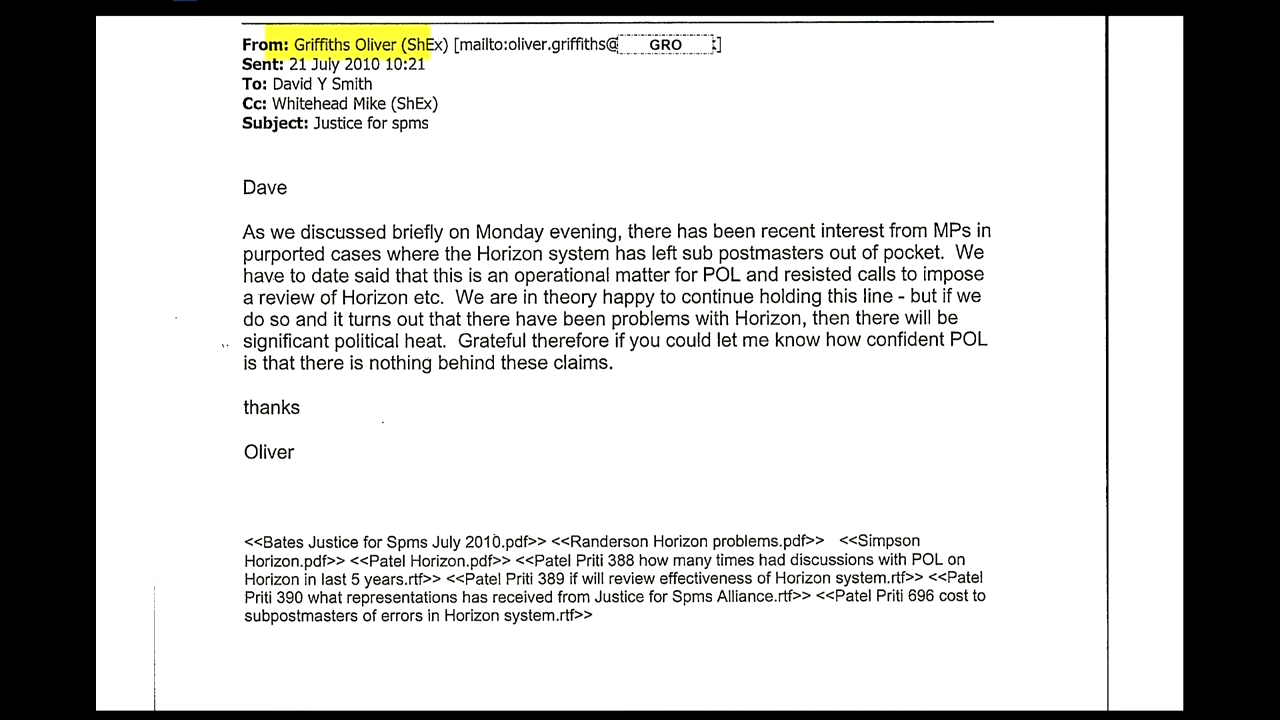 From: Griffiths Oliver (ShEx) [mailto:oliver.griffiths@ GRO ]
Sent: 21 July 2010 10:21
To: David Y Smith
Cc: Whitehead Mike (ShEx)
Subject: Justice for spms
Dave
As we discussed briefly on Monday evening, there has been recent interest from MPs in
purported cases where the Horizon system has left sub postmasters out of pocket. We
have to date said that this is an operational matter for POL and resisted calls to impose
a review of Horizon etc. We are in theory happy to continue holding this line - but if we
do so and it turns out that there have been problems with Horizon, then there will be
significant political heat. Grateful therefore if you could let me know how confident POL
is that there is nothing behind these claims.
thanks
Oliver
<<Bates Justice for Spms July 2010.pdf>> <<Randerson Horizon problems.pdf>> <<Simpson
Horizon.pdf>> <<Patel Horizon.pdf>> <<Patel Priti 388 how many times had discussions with POL on
Horizon in last 5 years.rtf>> <<Patel Priti 389 if will review effectiveness of Horizon system.rtf>> <<Patel
Priti 390 what representations has received from Justice for Spms Alliance.rtf>> <<Patel Priti 696 cost to
subpostmasters of errors in Horizon system.rtf>>